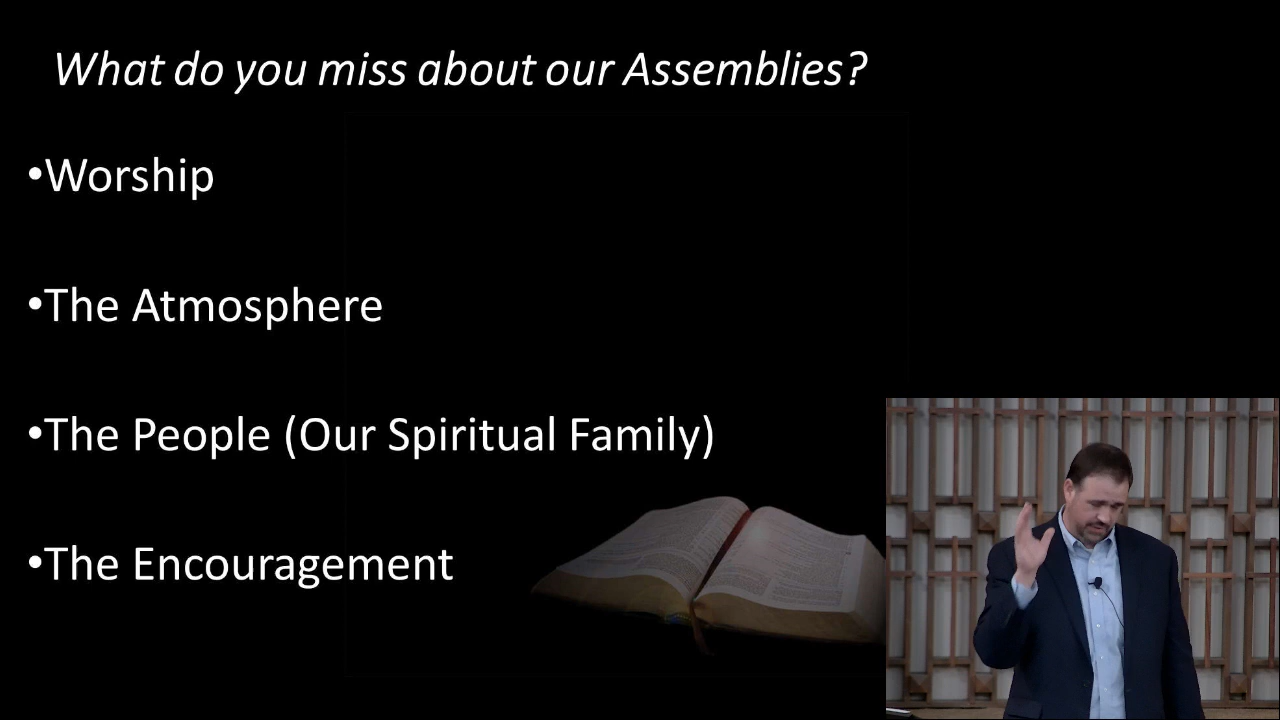 What do you miss about our Assemblies?
•Worship
•The Atmosphere
•The People (Our Spiritual Family)
•The Encouragement